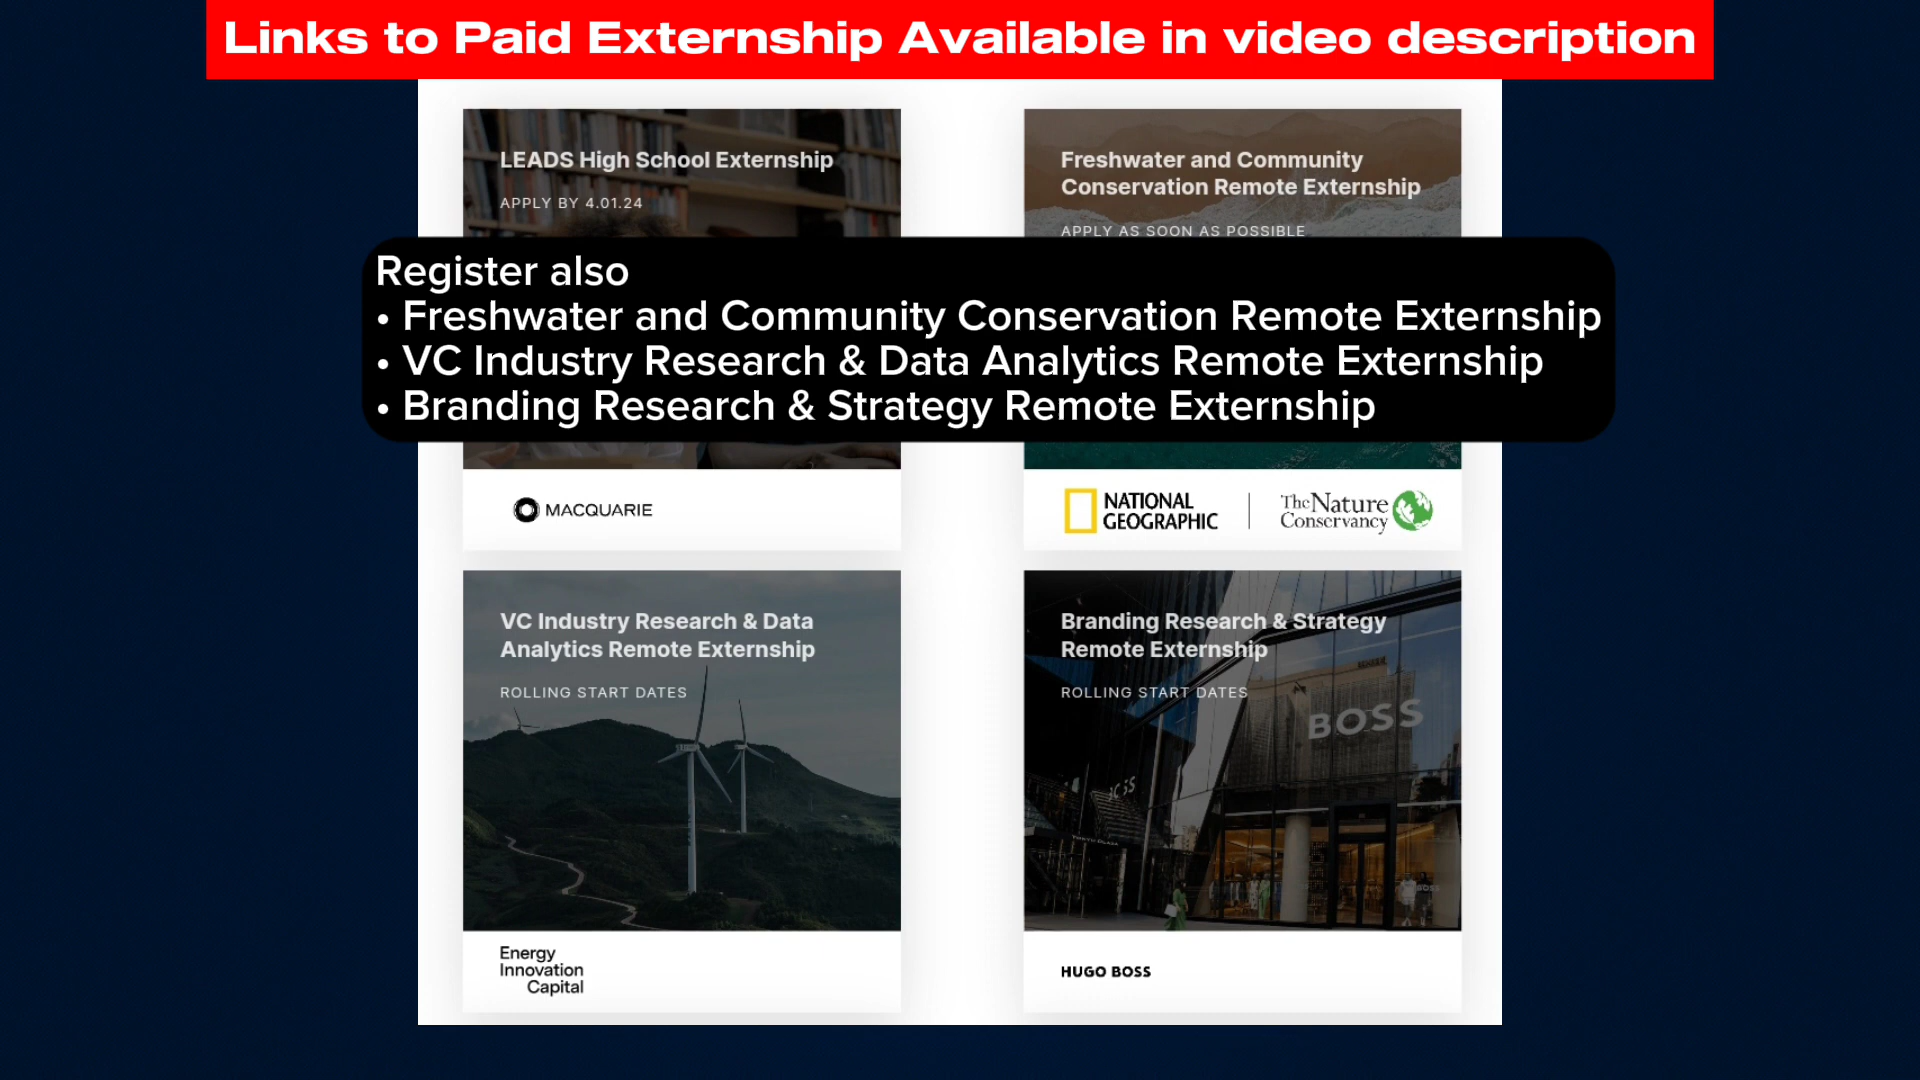 Links to Paid Externship Available in video description
LEADS High School Externship
APPLY BY 4.01.24
Freshwater and Community
Conservation Remote Externship
APPLY AS SOON AS POSSIBLE
Register also
• Freshwater and Community Conservation Remote Externship
• VC Industry Research & Data Analytics Remote Externship
• Branding Research & Strategy Remote Externship
MACQUARIE
NATIONAL
GEOGRAPHIC
The Nature
Conservancy
VC Industry Research & Data
Analytics Remote Externship
ROLLING START DATES
Branding Research & Strategy
Remote Externship
ROLLING START DATES
BOSS
BOSS
Energy
Innovation
Capital
HUGO BOSS